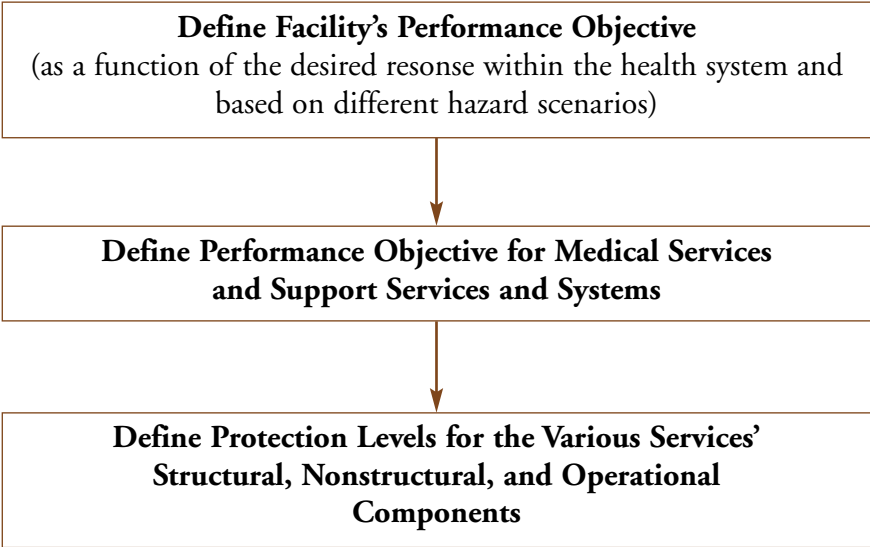 Define Facility's Performance Objective
(as a function of the desired resonse within the health system and
based on different hazard scenarios)
Define Performance Objective for Medical Services
and Support Services and Systems
Define Protection Levels for the Various Services’
Structural, Nonstructural, and Operational
Components